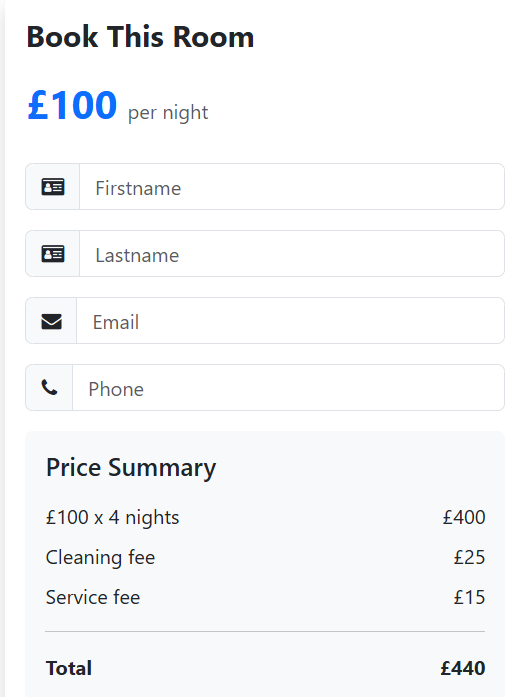 Book This Room
£100 per night
Firstname
Lastname
Email
Phone
Price Summary
£100 x 4 nights £400
Cleaning fee £25
Service fee £15
Total £440